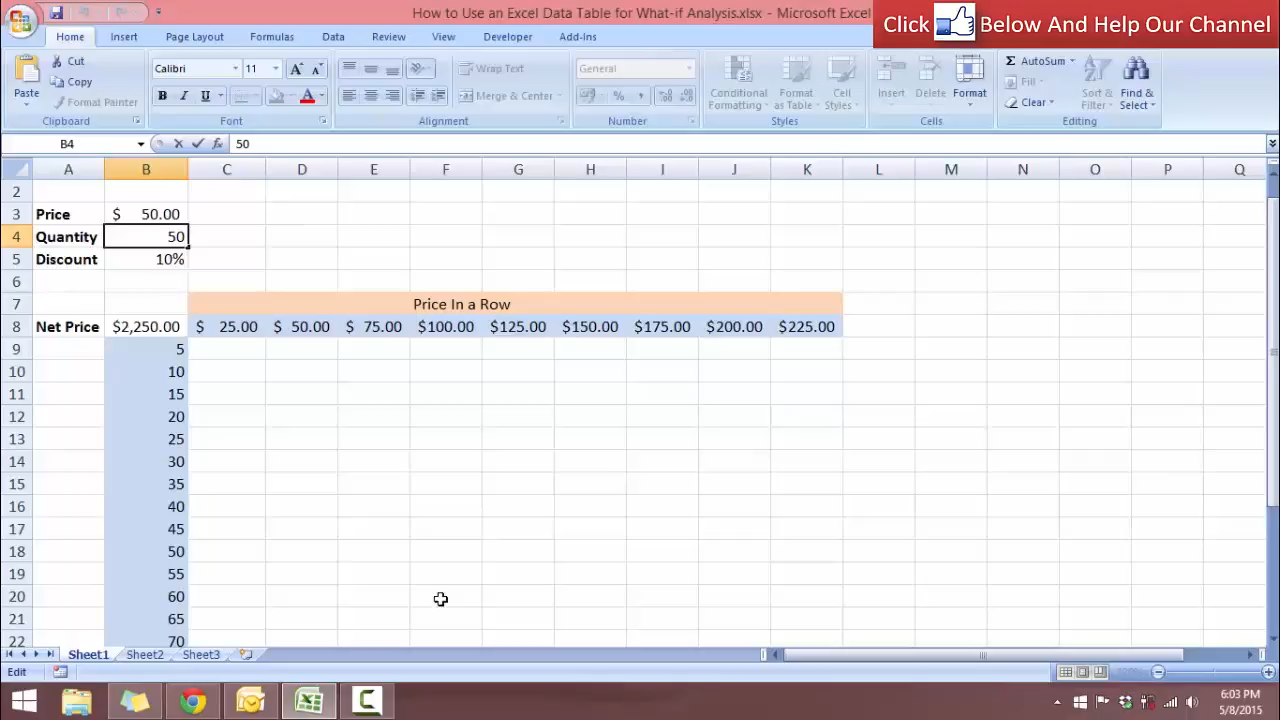 How to Use an Excel Data Table for What-if Analysis.xlsx - Microsoft Excel
Click Below And Help Our Channel
Home Insert Page Layout Formulas Data Review View Developer Add-Ins
Paste Cut Copy Format Painter Clipboard
Calibri 11 B I U A A A Font
Wrap Text Merge & Center Alignment
General $ % , Number
Conditional Formatting Format as Table Cell Styles Styles
Insert Delete Format Cells
Σ AutoSum Fill Clear Sort & Filter Find & Select Editing
B4 fx 50
A B C D E F G H I J K L M N O P Q
2
3 Price $ 50.00
4 Quantity 50
5 Discount 10%
6
7 Price In a Row
8 Net Price $2,250.00 $ 25.00 $ 50.00 $ 75.00 $100.00 $125.00 $150.00 $175.00 $200.00 $225.00
9 5
10 10
11 15
12 20
13 25
14 30
15 35
16 40
17 45
18 50
19 55
20 60
21 65
22 70
Sheet1 Sheet2 Sheet3
Edit
6:03 PM
5/8/2015